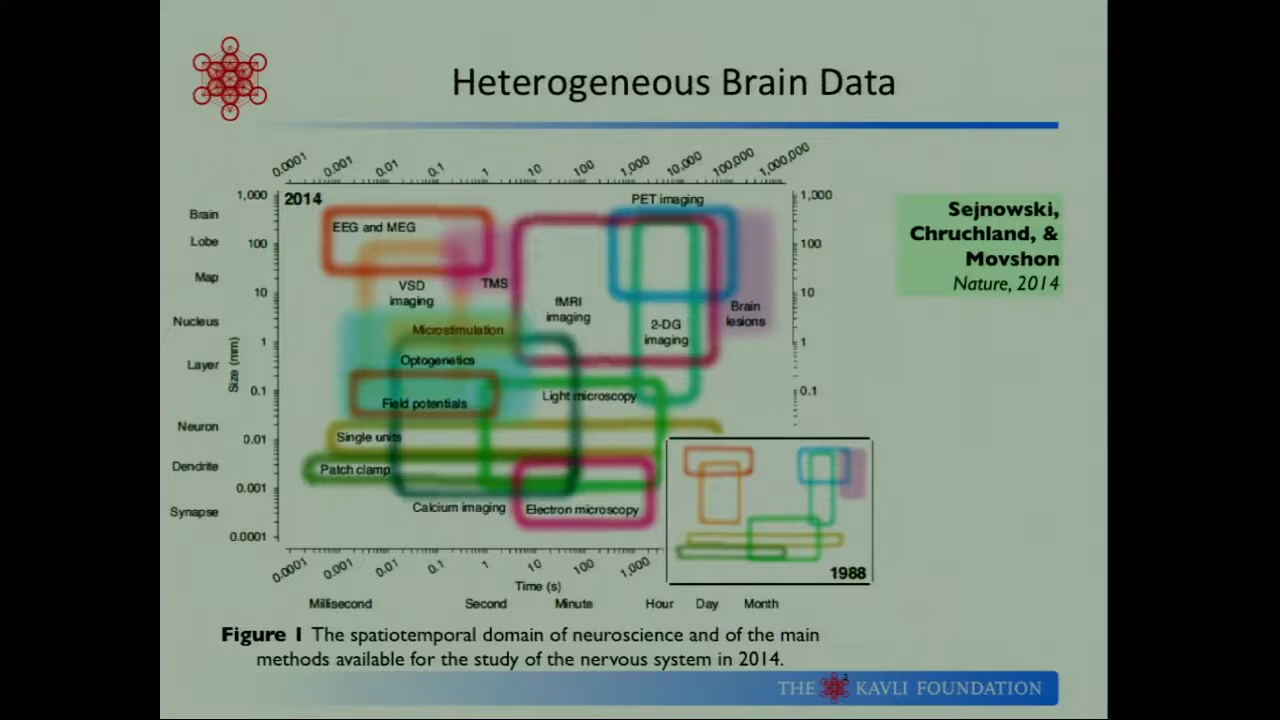 Heterogeneous Brain Data
0.0001 0.001 0.01 0.1 1 10 100 1,000 10,000 100,000 1,000,000
2014
PET imaging
1,000
100
10
1
0.1
0.01
0.001
0.0001
1,000
100
10
1
0.1
Brain
Lobe
Map
Nucleus
Layer
Neuron
Dendrite
Synapse
Size (mm)
EEG and MEG
VSD
imaging
TMS
fMRI
imaging
2-DG
imaging
Brain
lesions
Microstimulation
Optogenetics
Light microscopy
Field potentials
Single units
Patch clamp
Calcium imaging
Electron microscopy
1988
0.0001 0.001 0.01 0.1 1 10 100 1,000
Time (s)
Millisecond Second Minute Hour Day Month
Sejnowski,
Chruchland, &
Movshon
Nature, 2014
Figure 1 The spatiotemporal domain of neuroscience and of the main
methods available for the study of the nervous system in 2014.
THE KAVLI FOUNDATION
2